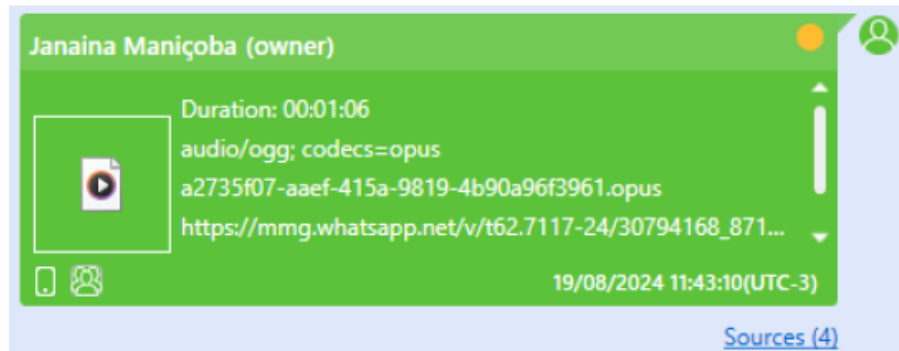 Janaina Maniçoba (owner)
Duration: 00:01:06
audio/ogg; codecs=opus
a2735f07-aaef-415a-9819-4b90a96f3961.opus
https://mmg.whatsapp.net/v/t62.7117-24/30794168_871...
19/08/2024 11:43:10(UTC-3)
Sources (4)